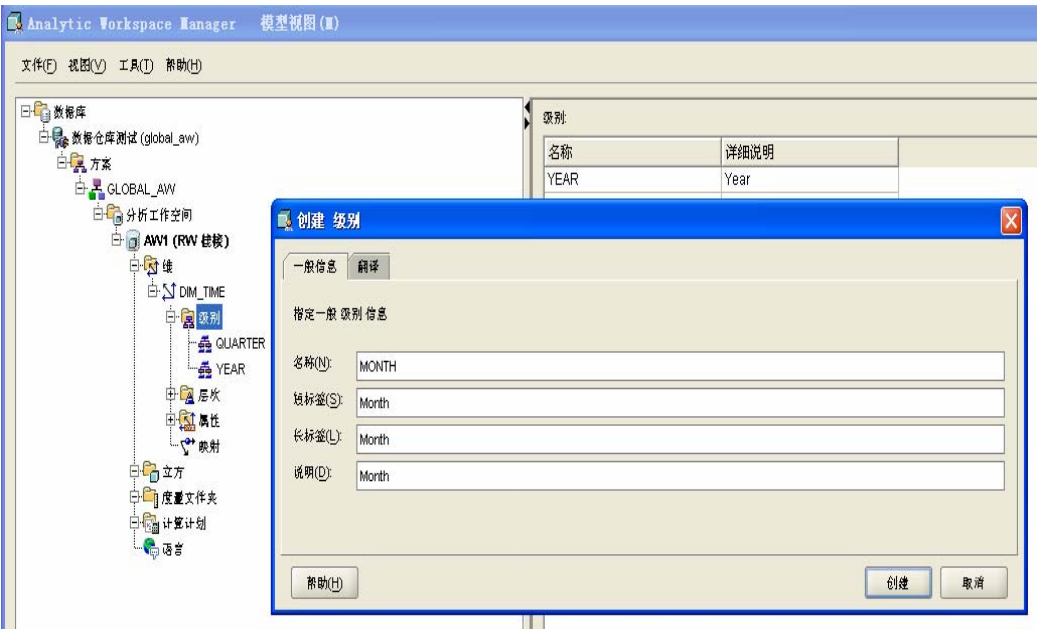 Analytic Workspace Manager 模型视图(M)
文件(F) 视图(V) 工具(T) 帮助(H)
数据库
数据仓库测试 (global_aw)
方案
GLOBAL_AW
分析工作空间
AW1 (RW 挂接)
维
DIM_TIME
级别
QUARTER
YEAR
层次
属性
映射
立方
度量文件夹
计算计划
语言
级别:
名称 详细说明
YEAR Year
创建 级别
一般信息 翻译
指定一般 级别 信息
名称(N): MONTH
短标签(S): Month
长标签(L): Month
说明(D): Month
帮助(H) 创建 取消